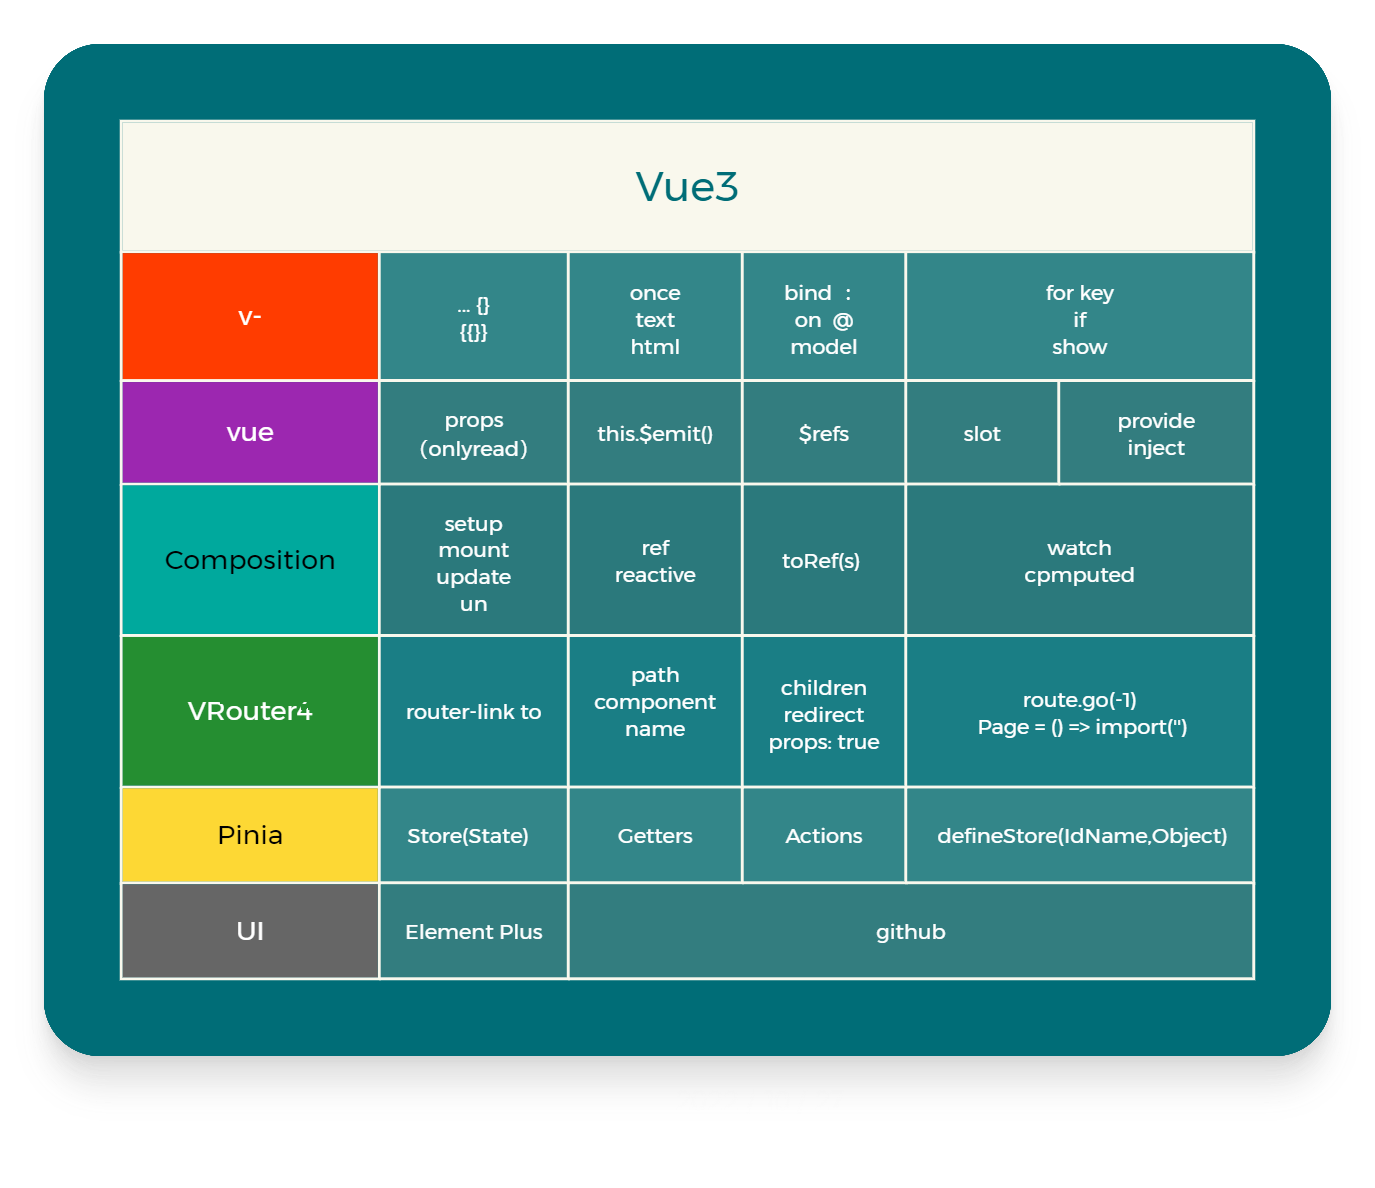 Vue3
v-
... {}
{{}}
once
text
html
bind :
on @
model
for key
if
show
vue
props
(onlyread)
this.$emit()
$refs
slot
provide
inject
Composition
setup
mount
update
un
ref
reactive
toRef(s)
watch
cpmputed
VRouter4
router-link to
path
component
name
children
redirect
props: true
route.go(-1)
Page = () => import('')
Pinia
Store(State)
Getters
Actions
defineStore(IdName,Object)
UI
Element Plus
github